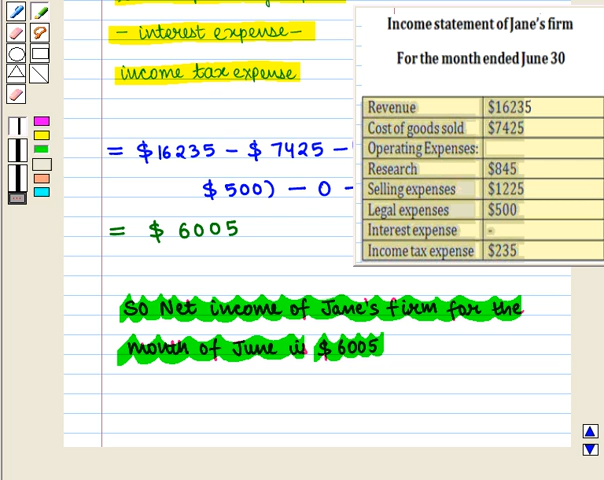 – interest expense –
income tax expense
= $16235 – $ 7425 –
$ 500) – 0 –
= $ 6005
So Net income of Jane's firm for the
month of June is $ 6005
Income statement of Jane's firm
For the month ended June 30
Revenue $16235
Cost of goods sold $7425
Operating Expenses:
Research $845
Selling expenses $1225
Legal expenses $500
Interest expense -
Income tax expense $235